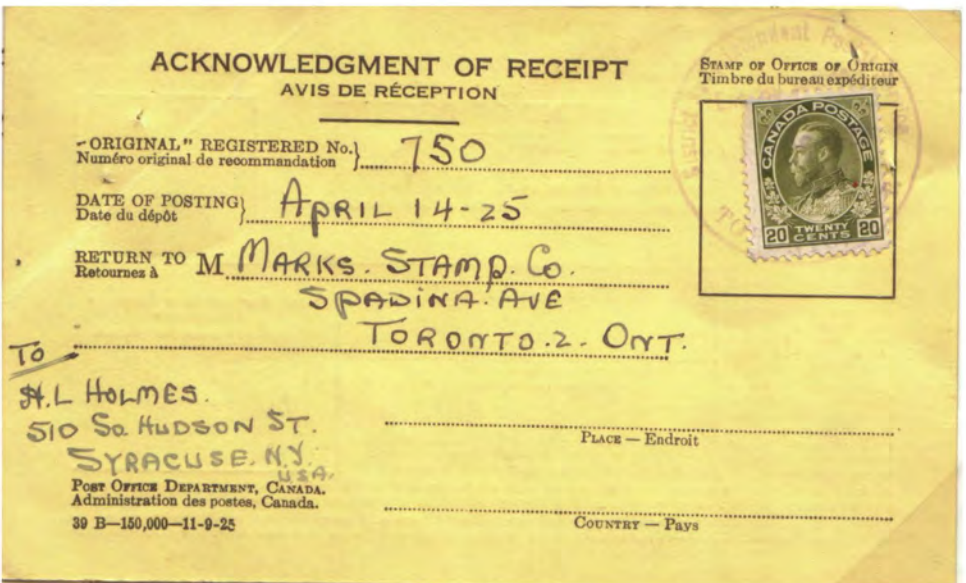 ACKNOWLEDGMENT OF RECEIPT
AVIS DE RÉCEPTION
STAMP OF OFFICE OF ORIGIN
Timbre du bureau expéditeur
"ORIGINAL" REGISTERED No.} 750
Numéro original de recommandation
DATE OF POSTING} APRIL 14-25
Date du dépôt
RETURN TO M MARKS. STAMP. Co.
Retournez à
SPADINA. AVE
TORONTO. 2. ONT.
CANADA POSTAGE
20 TWENTY CENTS 20
TO
H.L HOLMES.
510 So. HUDSON ST.
SYRACUSE. N.Y.
USA.
PLACE — Endroit
POST OFFICE DEPARTMENT, CANADA.
Administration des postes, Canada.
39 B—150,000—11-9-25
COUNTRY — Pays